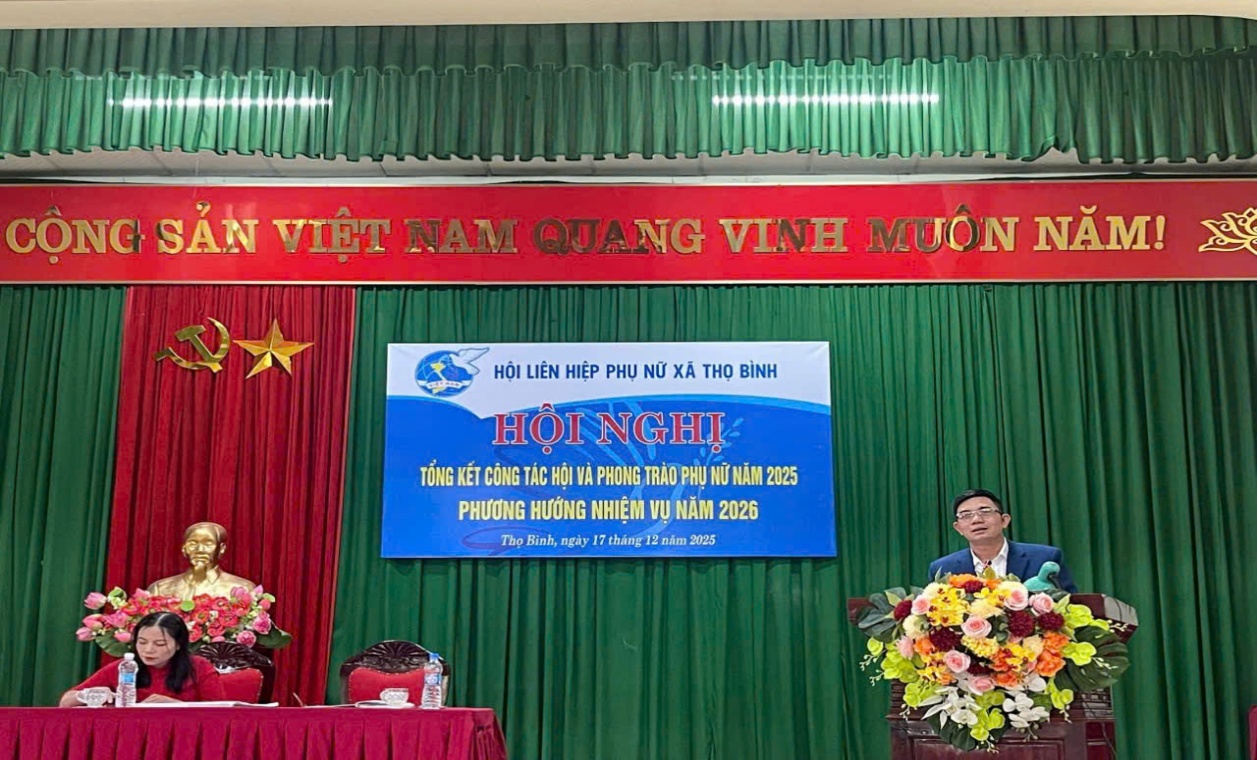 CỘNG SẢN VIỆT NAM QUANG VINH MUÔN NĂM!
VIỆT NAM
HỘI LIÊN HIỆP PHỤ NỮ XÃ THỌ BÌNH
HỘI NGHỊ
TỔNG KẾT CÔNG TÁC HỘI VÀ PHONG TRÀO PHỤ NỮ NĂM 2025
PHƯƠNG HƯỚNG NHIỆM VỤ NĂM 2026
Thọ Bình, ngày 17 tháng 12 năm 2025